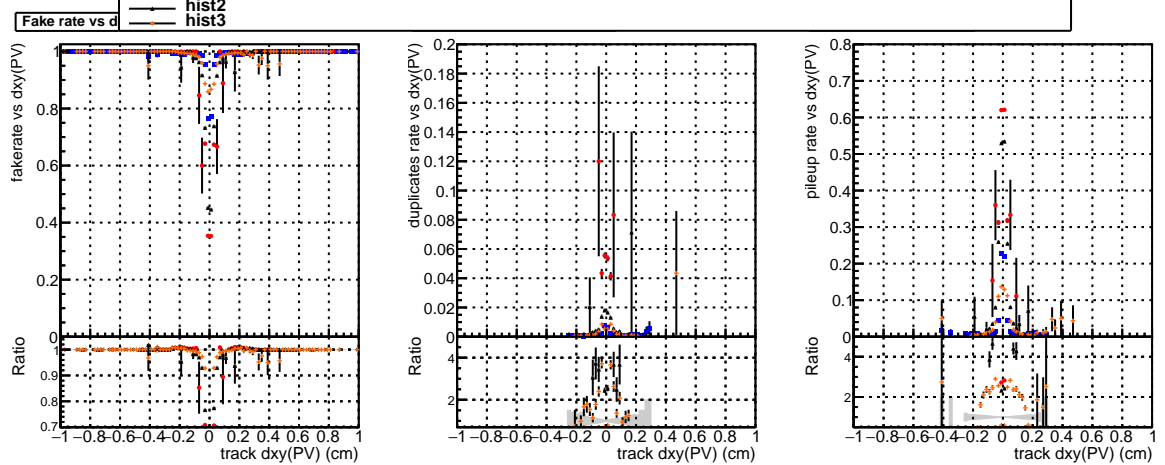 hist2
hist3
Fake rate vs d
fakerate vs dxy(PV)
1
0.8
0.6
0.4
0.2
0
Ratio
1
0.9
0.8
0.7
−1 −0.8 −0.6 −0.4 −0.2 0 0.2 0.4 0.6 0.8 1
track dxy(PV) (cm)
duplicates rate vs dxy(PV)
0.2
0.18
0.16
0.14
0.12
0.1
0.08
0.06
0.04
0.02
0
Ratio
4
2
−1 −0.8 −0.6 −0.4 −0.2 0 0.2 0.4 0.6 0.8 1
track dxy(PV) (cm)
pileup rate vs dxy(PV)
0.8
0.7
0.6
0.5
0.4
0.3
0.2
0.1
0
Ratio
4
2
−1 −0.8 −0.6 −0.4 −0.2 0 0.2 0.4 0.6 0.8 1
track dxy(PV) (cm)